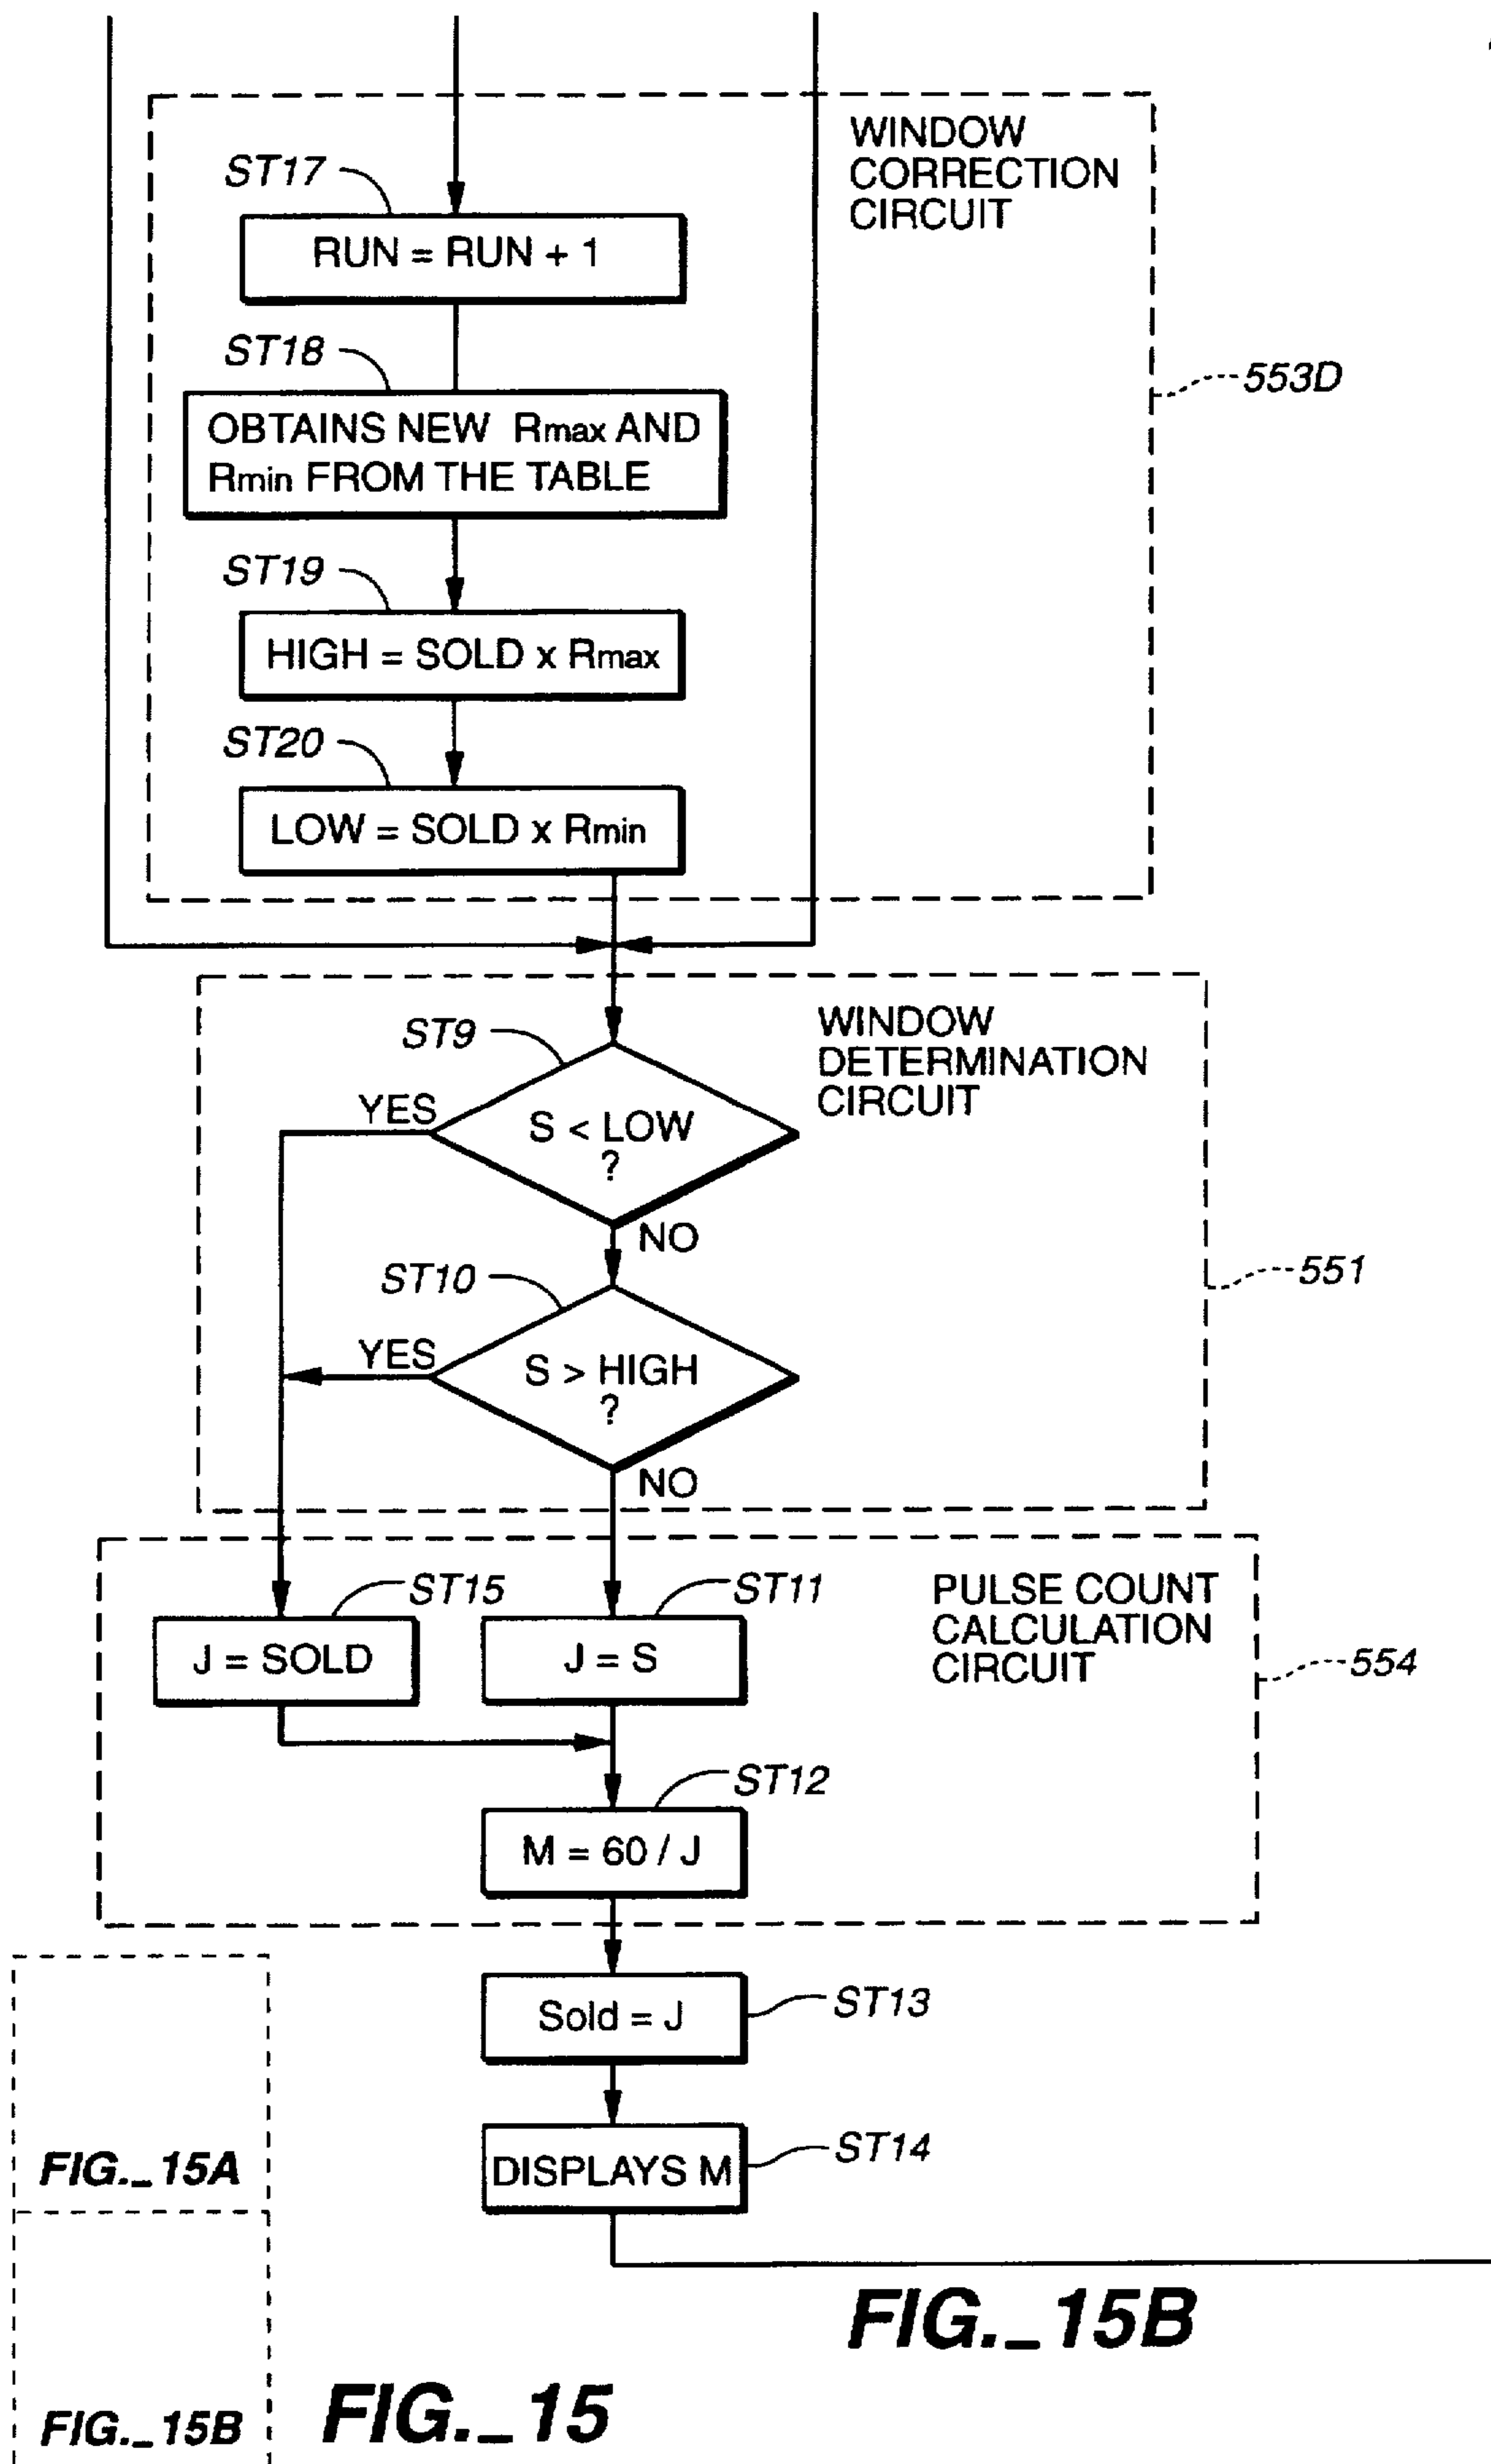 WINDOW
CORRECTION
CIRCUIT
ST17
RUN = RUN + 1
ST18
OBTAINS NEW Rmax AND
Rmin FROM THE TABLE
553D
ST19
HIGH = SOLD x Rmax
ST20
LOW = SOLD x Rmin
WINDOW
DETERMINATION
CIRCUIT
ST9
YES
S < LOW
?
NO
ST10
551
YES
S > HIGH
?
NO
PULSE COUNT
CALCULATION
CIRCUIT
ST15
ST11
J = SOLD
J = S
554
ST12
M = 60 / J
Sold = J
ST13
DISPLAYS M
ST14
FIG._15A
FIG._15B
FIG._15
FIG._15B